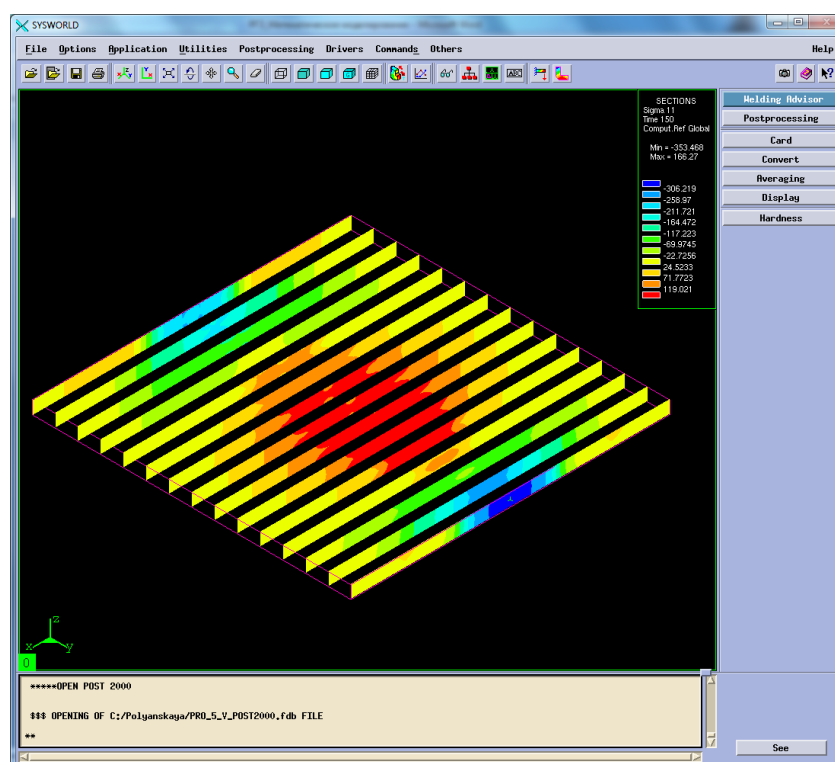 SYSWORLD
File Options Application Utilities Postprocessing Drivers Commands Others Help
SECTIONS
Sigma 11
Time 150
Comput.Ref Global
Min = -353.468
Max = 166.27
-306.219
-258.97
-211.721
-164.472
-117.223
-69.9745
-22.7256
24.5233
71.7723
119.021
Welding Advisor
Postprocessing
Card
Convert
Averaging
Display
Hardness
z
x
y
0
*****OPEN POST 2000
$$$ OPENING OF C:/Polyanskaya/PRO_5_V_POST2000.fdb FILE
**
See